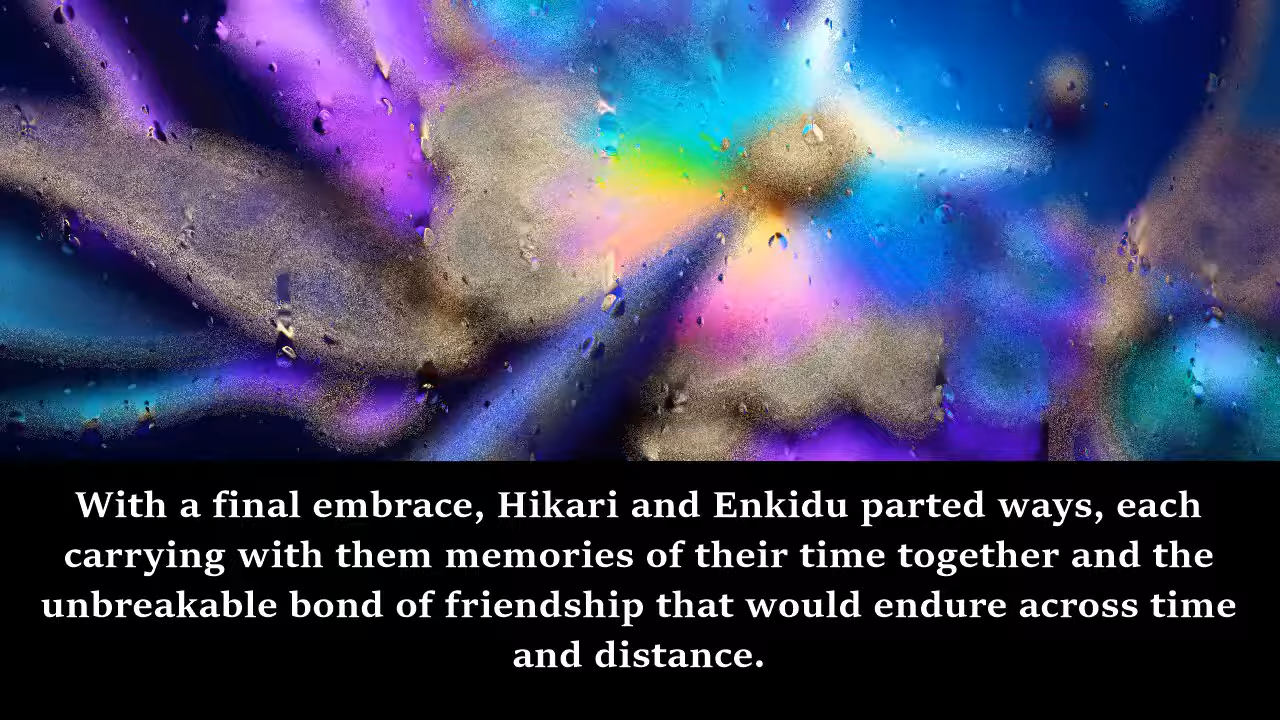 With a final embrace, Hikari and Enkidu parted ways, each
carrying with them memories of their time together and the
unbreakable bond of friendship that would endure across time
and distance.